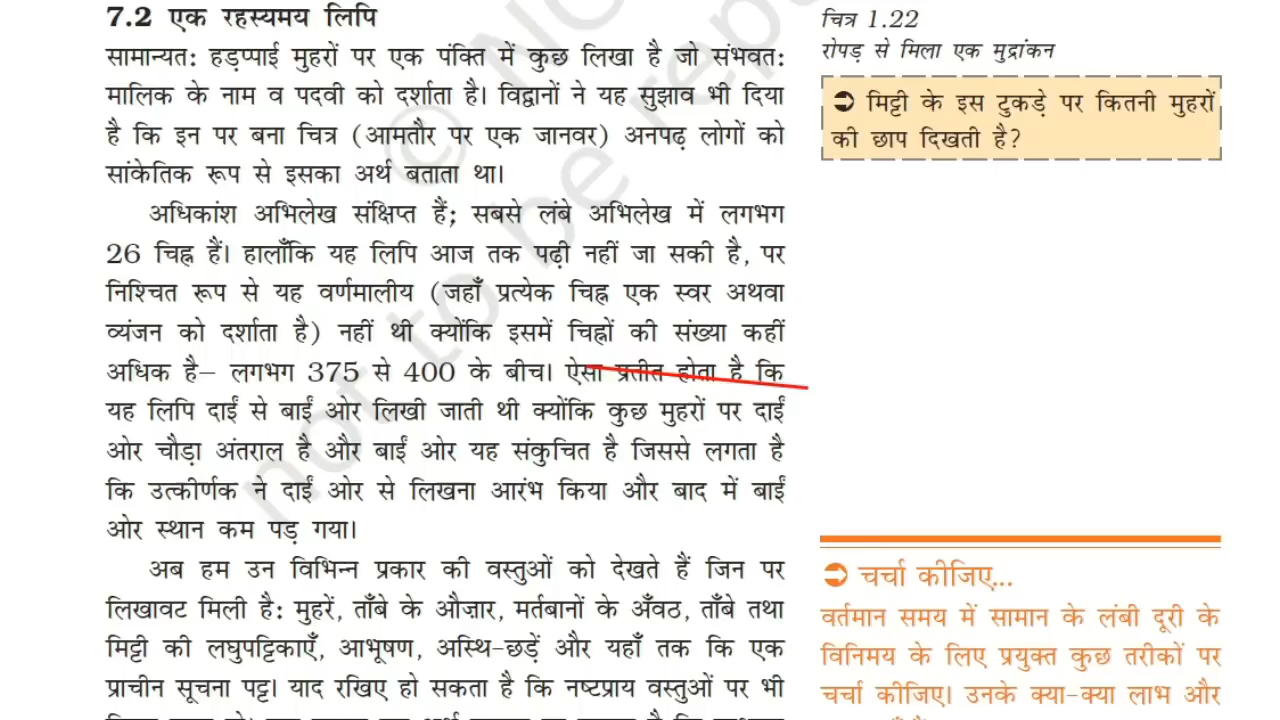 7.2 एक रहस्यमय लिपि
सामान्यत: हड़प्पाई मुहरों पर एक पंक्ति में कुछ लिखा है जो संभवत:
मालिक के नाम व पदवी को दर्शाता है। विद्वानों ने यह सुझाव भी दिया
है कि इन पर बना चित्र (आमतौर पर एक जानवर) अनपढ़ लोगों को
सांकेतिक रूप से इसका अर्थ बताता था।
अधिकांश अभिलेख संक्षिप्त हैं; सबसे लंबे अभिलेख में लगभग
26 चिह्न हैं। हालाँकि यह लिपि आज तक पढ़ी नहीं जा सकी है, पर
निश्चित रूप से यह वर्णमालीय (जहाँ प्रत्येक चिह्न एक स्वर अथवा
व्यंजन को दर्शाता है) नहीं थी क्योंकि इसमें चिह्नों की संख्या कहीं
अधिक है– लगभग 375 से 400 के बीच। ऐसा प्रतीत होता है कि
यह लिपि दाईं से बाईं ओर लिखी जाती थी क्योंकि कुछ मुहरों पर दाईं
ओर चौड़ा अंतराल है और बाईं ओर यह संकुचित है जिससे लगता है
कि उत्कीर्णक ने दाईं ओर से लिखना आरंभ किया और बाद में बाईं
ओर स्थान कम पड़ गया।
अब हम उन विभिन्न प्रकार की वस्तुओं को देखते हैं जिन पर
लिखावट मिली है: मुहरें, ताँबे के औज़ार, मर्तबानों के अँवठ, ताँबे तथा
मिट्टी की लघुपट्टिकाएँ, आभूषण, अस्थि-छड़ें और यहाँ तक कि एक
प्राचीन सूचना पट्ट। याद रखिए हो सकता है कि नष्टप्राय वस्तुओं पर भी
चित्र 1.22
रोपड़ से मिला एक मुद्रांकन
➲ मिट्टी के इस टुकड़े पर कितनी मुहरों
की छाप दिखती है?
➲ चर्चा कीजिए...
वर्तमान समय में सामान के लंबी दूरी के
विनिमय के लिए प्रयुक्त कुछ तरीकों पर
चर्चा कीजिए। उनके क्या-क्या लाभ और
© NC
not to be repu